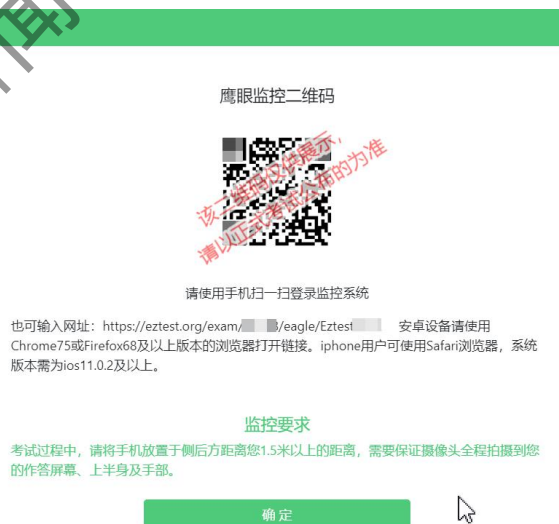 闻
鹰眼监控二维码
该二维码仅供展示,
请以正式考试公布的为准
请使用手机扫一扫登录监控系统
也可输入网址：https://eztest.org/exam/ /eagle/Eztest 安卓设备请使用
Chrome75或Firefox68及以上版本的浏览器打开链接。iphone用户可使用Safari浏览器，系统
版本需为ios11.0.2及以上。
监控要求
考试过程中，请将手机放置于侧后方距离您1.5米以上的距离，需要保证摄像头全程拍摄到您
的作答屏幕、上半身及手部。
确定